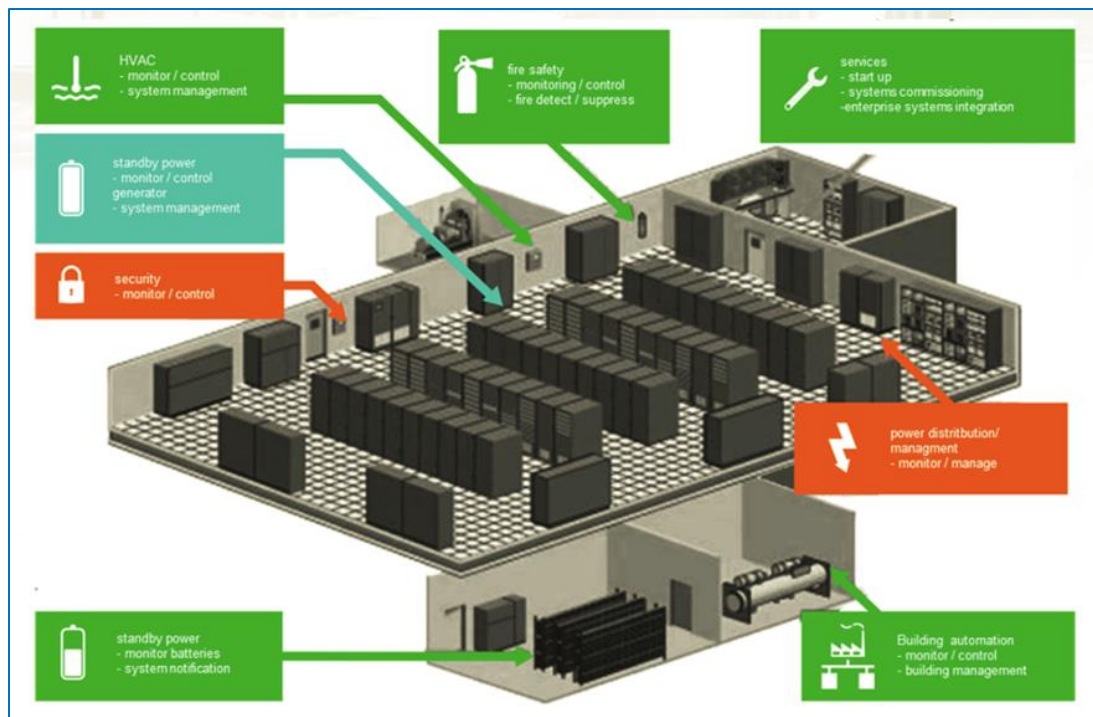 HVAC
- monitor / control
- system management
fire safety
- monitoring / control
- fire detect / suppress
services
- start up
- systems commissioning
-enterprise systems integration
standby power
- monitor / control
generator
- system management
security
- monitor / control
power distritbution/
managment
- monitor / manage
standby power
- monitor batteries
- system notification
Building automation
- monitor / control
- building management